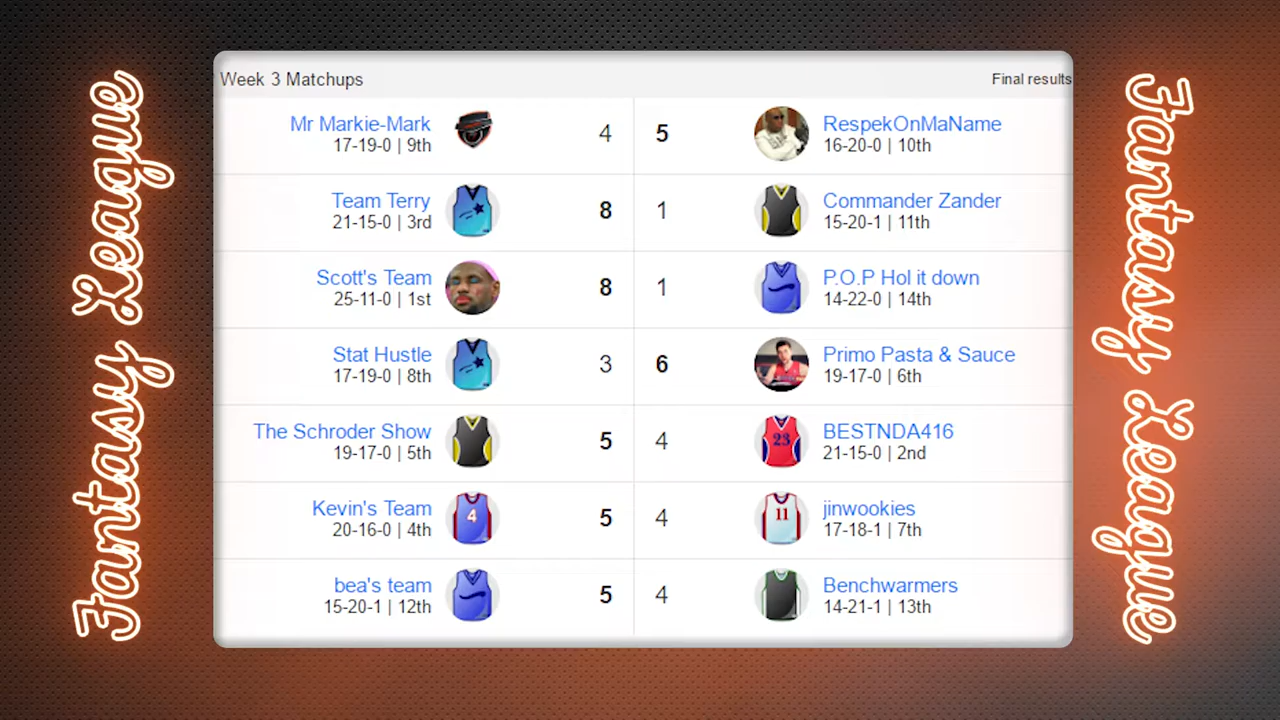 Fantasy League
Week 3 Matchups
Final results
Mr Markie-Mark
17-19-0 | 9th
4
5
RespekOnMaName
16-20-0 | 10th
Team Terry
21-15-0 | 3rd
8
1
Commander Zander
15-20-1 | 11th
Scott's Team
25-11-0 | 1st
8
1
P.O.P Hol it down
14-22-0 | 14th
Stat Hustle
17-19-0 | 8th
3
6
Primo Pasta & Sauce
19-17-0 | 6th
The Schroder Show
19-17-0 | 5th
5
4
23
BESTNDA416
21-15-0 | 2nd
Kevin's Team
20-16-0 | 4th
4
5
4
11
jinwookies
17-18-1 | 7th
bea's team
15-20-1 | 12th
5
4
Benchwarmers
14-21-1 | 13th
Fantasy League